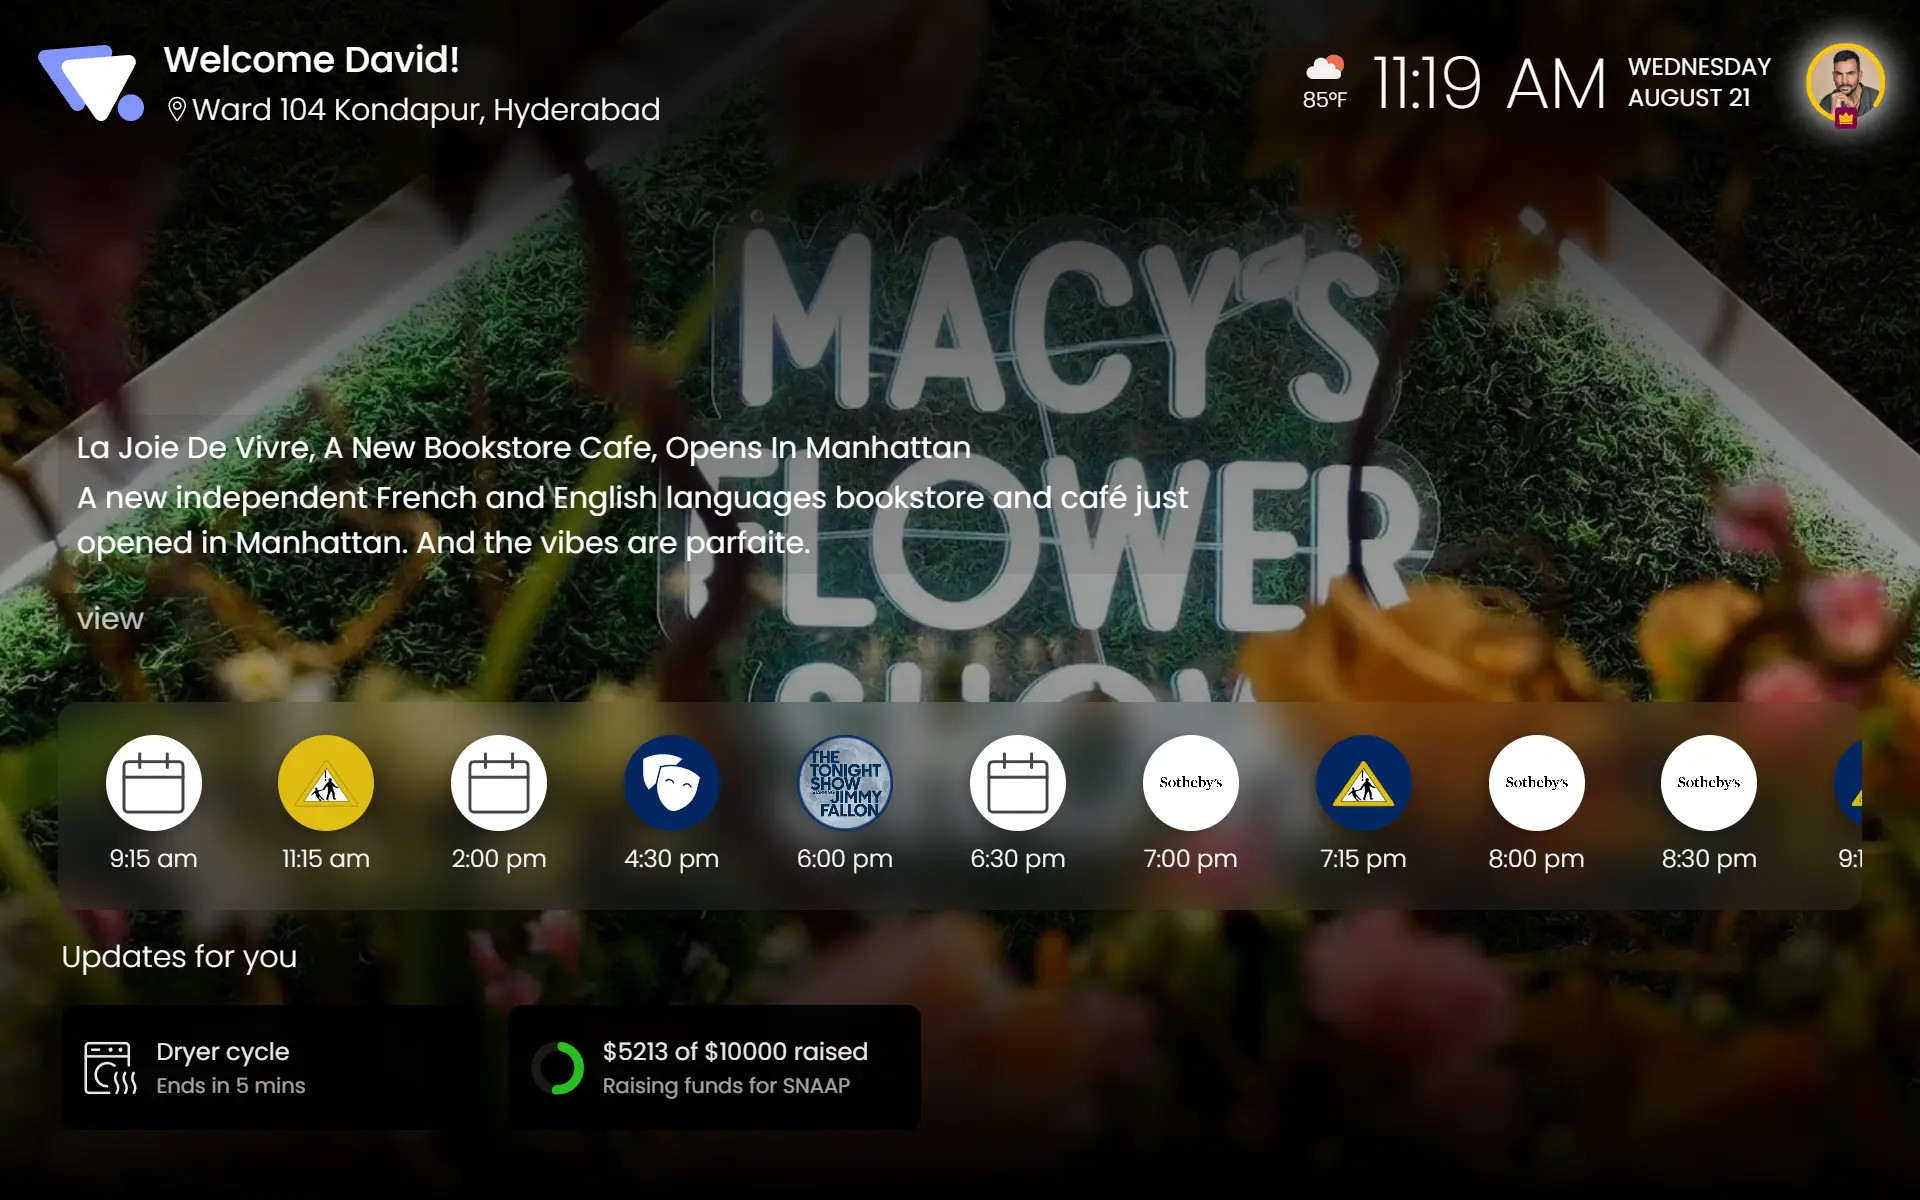 Welcome David!
Ward 104 Kondapur, Hyderabad
85°F
11:19 AM
WEDNESDAY
AUGUST 21
MACY'S
FLOWER
SHOW
La Joie De Vivre, A New Bookstore Cafe, Opens In Manhattan
A new independent French and English languages bookstore and café just
opened in Manhattan. And the vibes are parfaite.
view
THE
TONIGHT
SHOW
JIMMY
FALLON
Sotheby's
Sotheby's
Sotheby's
9:15 am
11:15 am
2:00 pm
4:30 pm
6:00 pm
6:30 pm
7:00 pm
7:15 pm
8:00 pm
8:30 pm
9:1
Updates for you
Dryer cycle
Ends in 5 mins
$5213 of $10000 raised
Raising funds for SNAAP